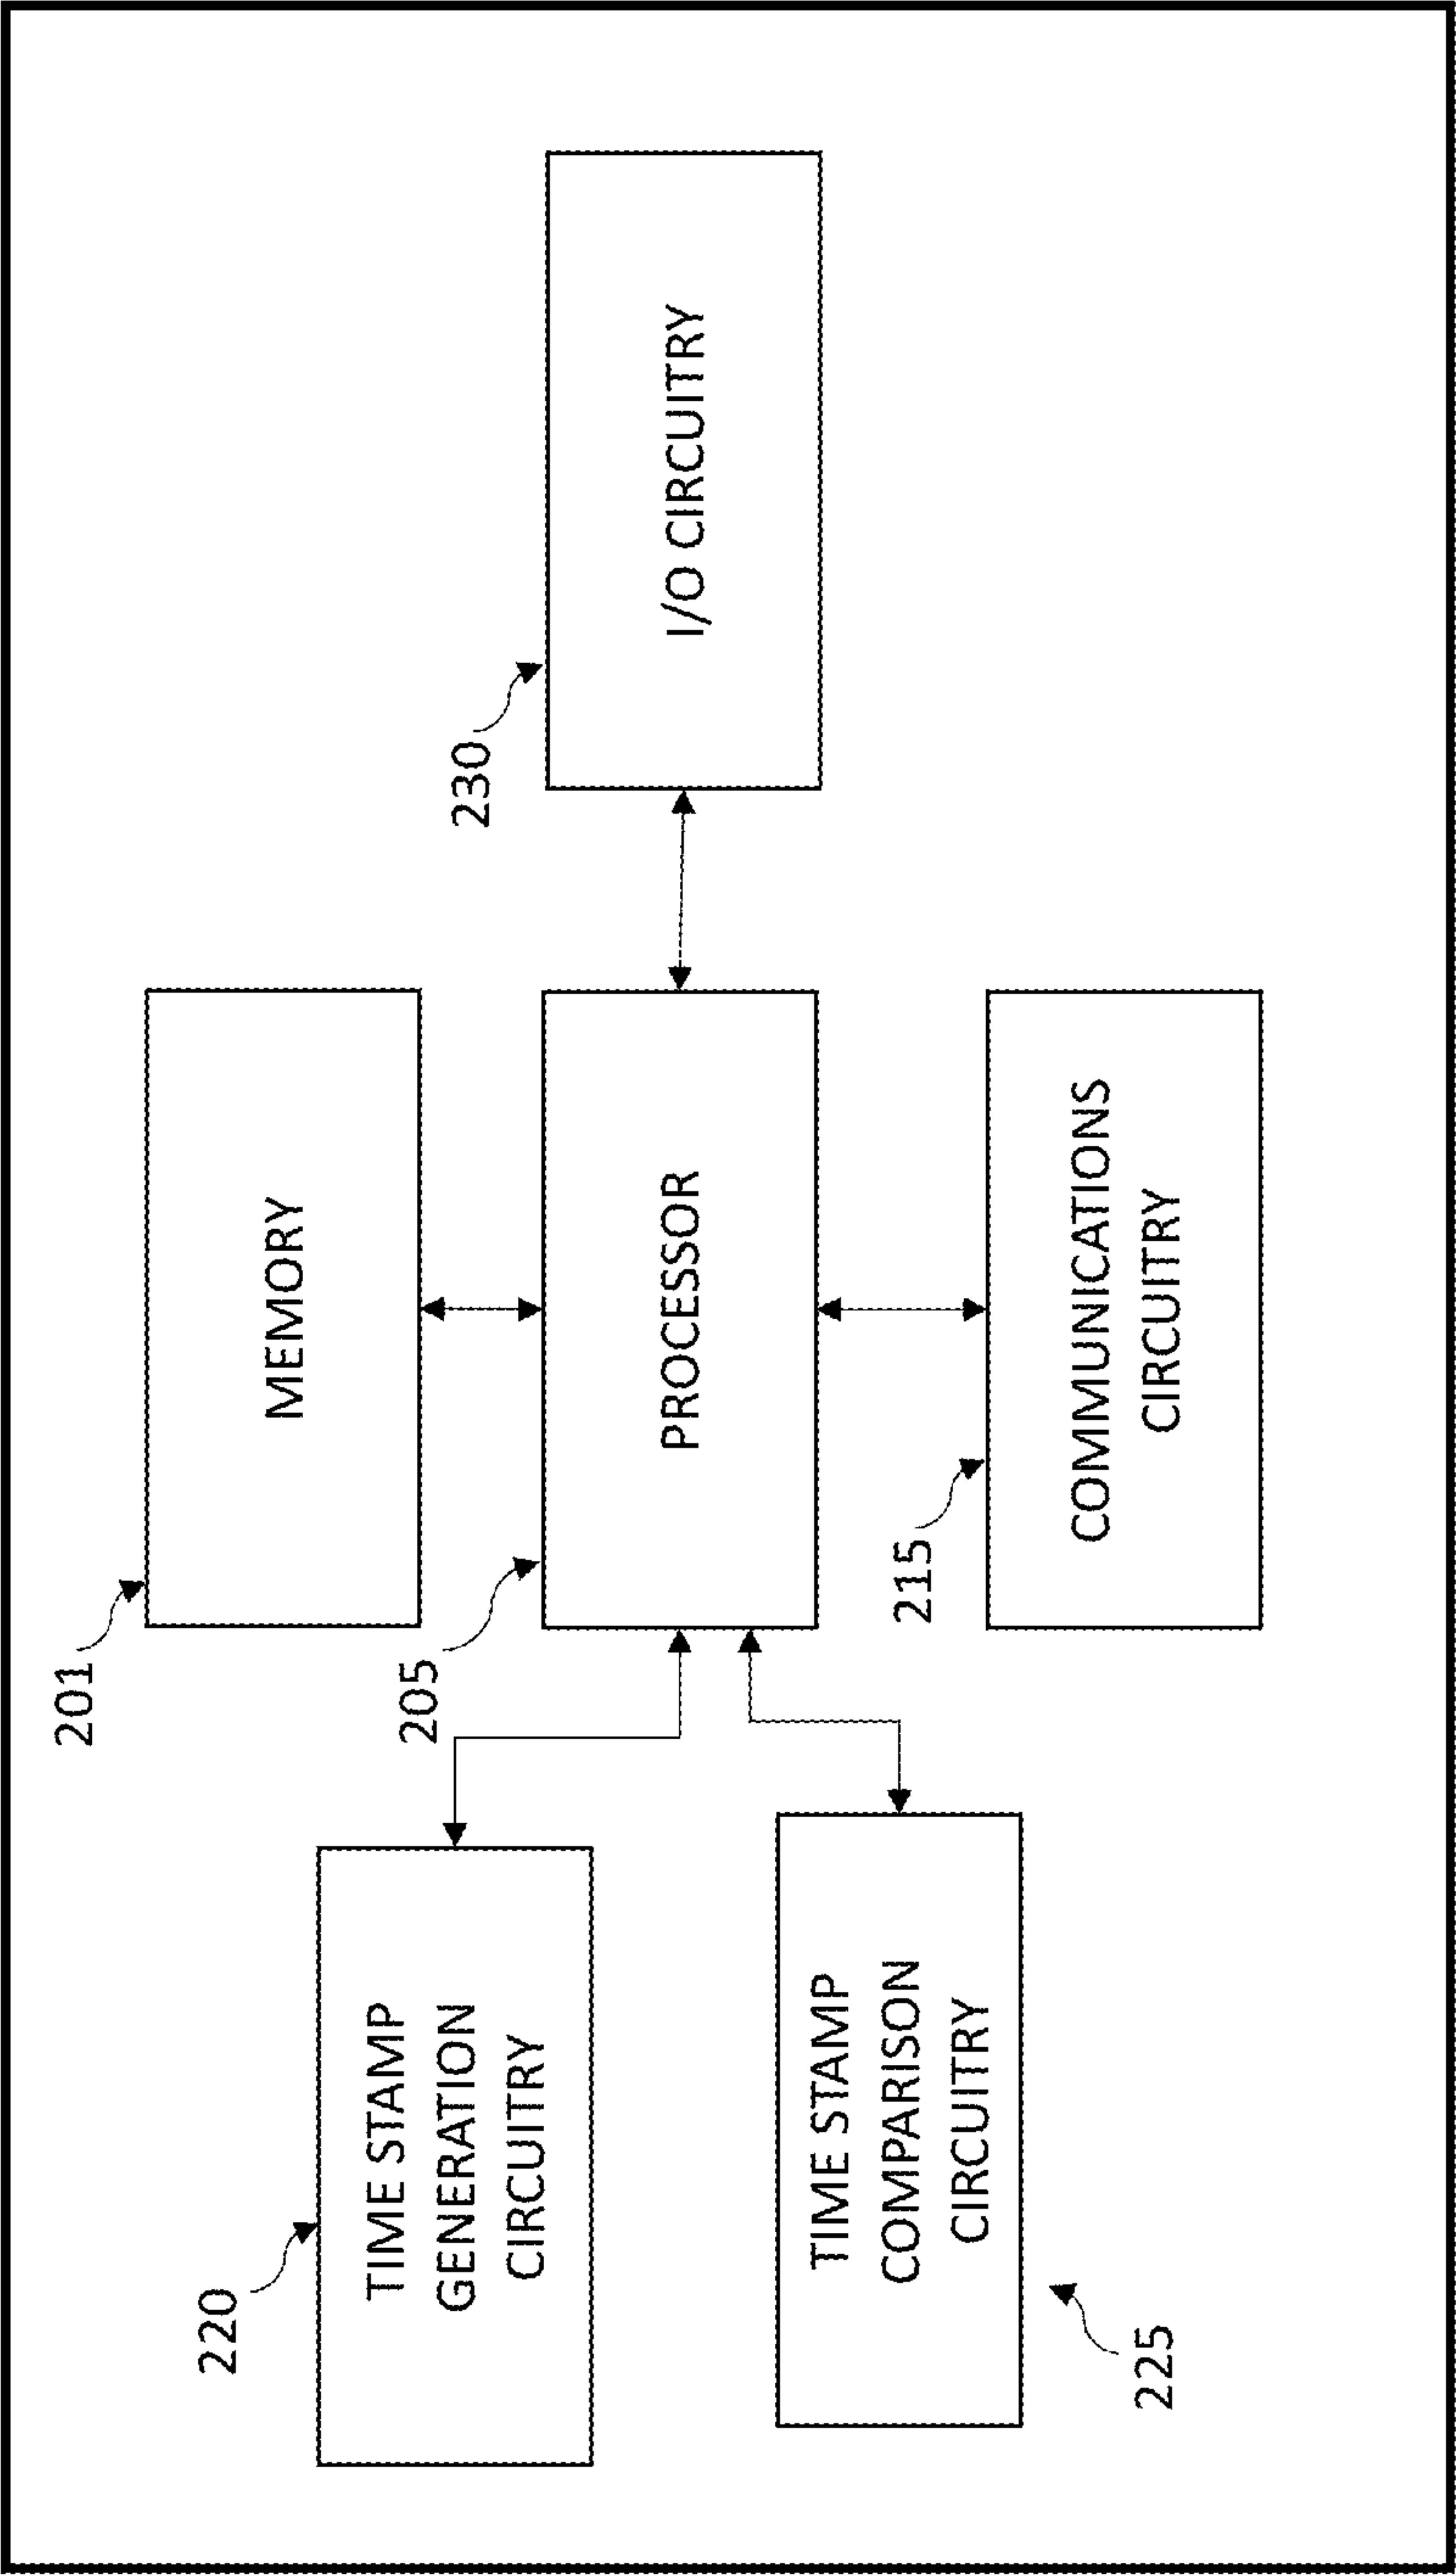 201
MEMORY
220
TIME STAMP
GENERATION
CIRCUITRY
205
PROCESSOR
230
I/O CIRCUITRY
TIME STAMP
COMPARISON
CIRCUITRY
225
215
COMMUNICATIONS
CIRCUITRY